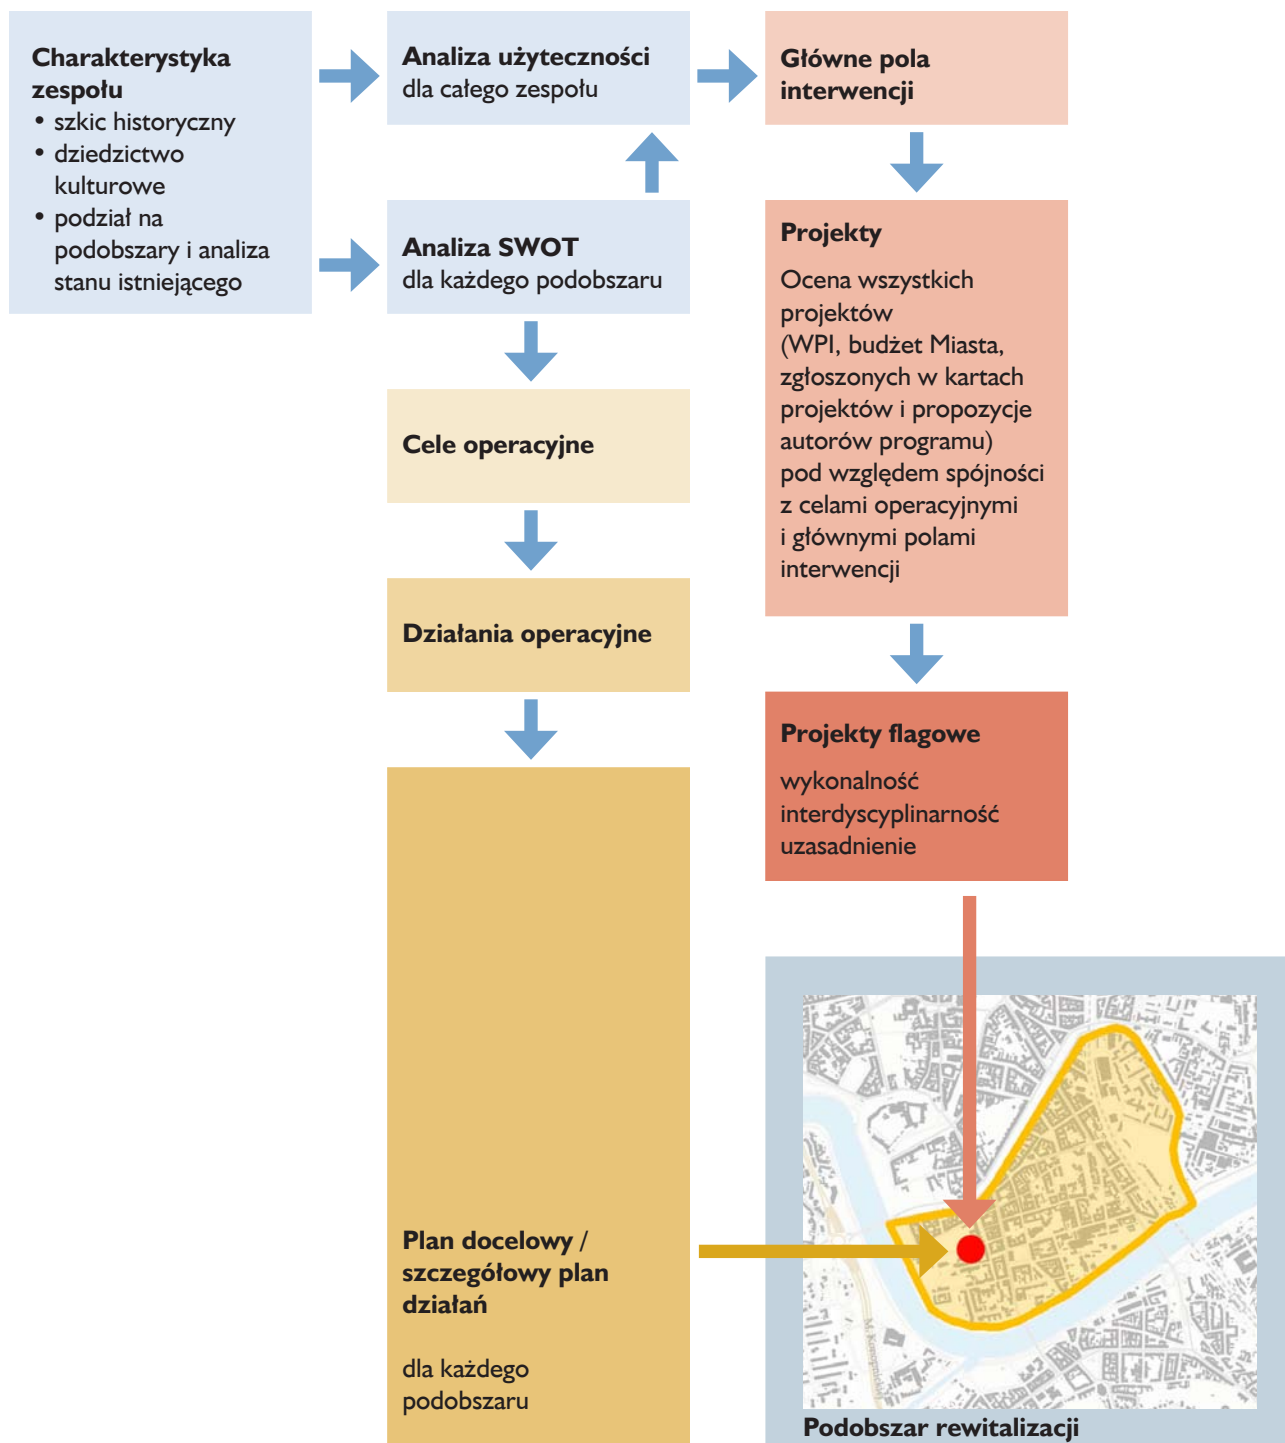 Charakterystyka
zespołu
• szkic historyczny
• dziedzictwo
kulturowe
• podział na
podobszary i analiza
stanu istniejącego
Analiza użyteczności
dla całego zespołu
Główne pola
interwencji
Analiza SWOT
dla każdego podobszaru
Projekty
Ocena wszystkich
projektów
(WPI, budżet Miasta,
zgłoszonych w kartach
projektów i propozycje
autorów programu)
pod względem spójności
z celami operacyjnymi
i głównymi polami
interwencji
Cele operacyjne
Działania operacyjne
Projekty flagowe
wykonalność
interdyscyplinarność
uzasadnienie
Plan docelowy /
szczegółowy plan
działań
dla każdego
podobszaru
M. Konopnickiej
Podobszar rewitalizacji